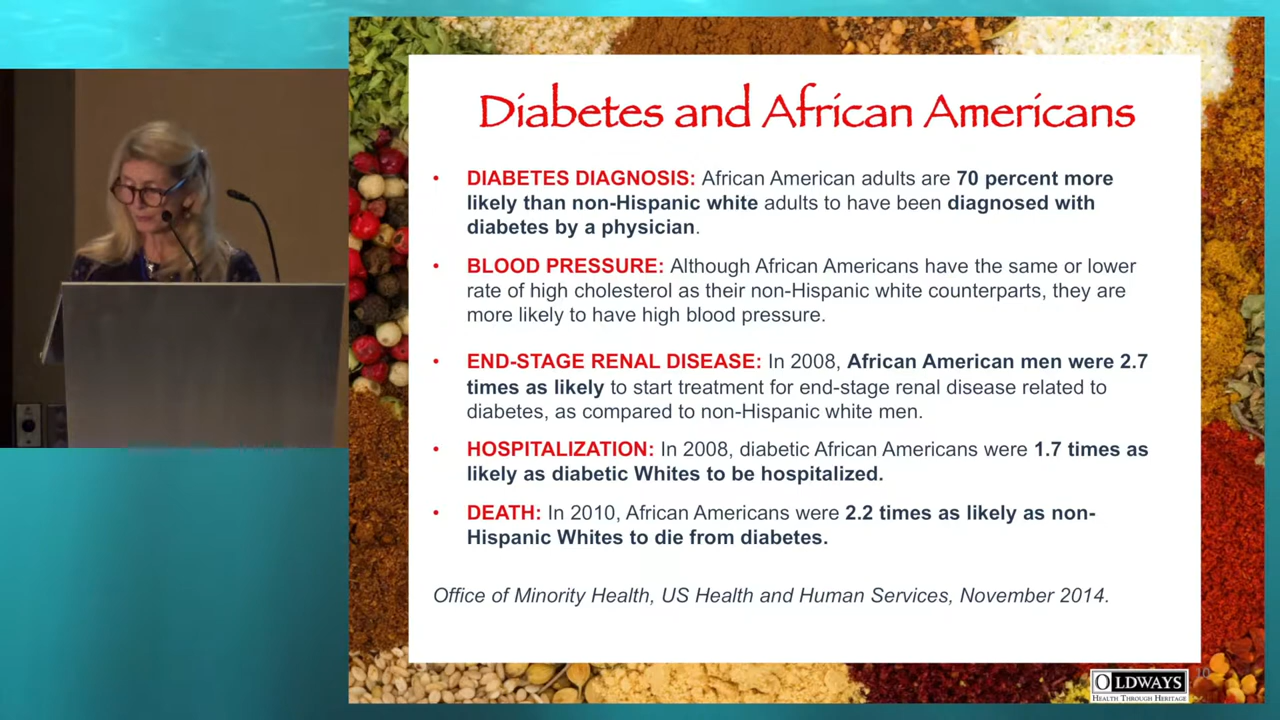 Diabetes and African Americans
• DIABETES DIAGNOSIS: African American adults are 70 percent more
likely than non-Hispanic white adults to have been diagnosed with
diabetes by a physician.
• BLOOD PRESSURE: Although African Americans have the same or lower
rate of high cholesterol as their non-Hispanic white counterparts, they are
more likely to have high blood pressure.
• END-STAGE RENAL DISEASE: In 2008, African American men were 2.7
times as likely to start treatment for end-stage renal disease related to
diabetes, as compared to non-Hispanic white men.
• HOSPITALIZATION: In 2008, diabetic African Americans were 1.7 times as
likely as diabetic Whites to be hospitalized.
• DEATH: In 2010, African Americans were 2.2 times as likely as non-
Hispanic Whites to die from diabetes.
Office of Minority Health, US Health and Human Services, November 2014.
OLDWAYS
HEALTH THROUGH HERITAGE